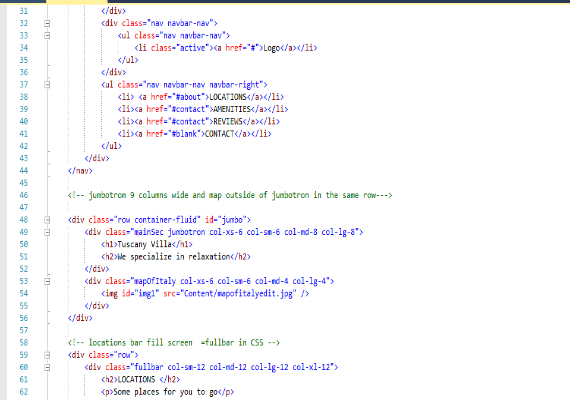 31 </div>
32 <div class="nav navbar-nav">
33 <ul class="nav navbar-nav">
34 <li class="active"><a href="#">Logo</a></li>
35 </ul>
36 </div>
37 <ul class="nav navbar-nav navbar-right">
38 <li> <a href="#about">LOCATIONS</a></li>
39 <li><a href="#contact">AMENITIES</a></li>
40 <li><a href="#contact">REVIEWS</a></li>
41 <li><a href="#blank">CONTACT</a></li>
42 </ul>
43 </div>
44 </nav>
45
46 <!-- jumbotrom 9 columns wide and map outside of jumbotron in the same row--->
47
48 <div class="row container-fluid" id="jumbo">
49 <div class="mainSec jumbotron col-xs-6 col-sm-6 col-md-8 col-lg-8">
50 <h1>Tuscany Villa</h1>
51 <h2>We specialize in relaxation</h2>
52 </div>
53 <div class="mapOfItaly col-xs-6 col-sm-6 col-md-4 col-lg-4">
54 <img id="img1" src="Content/mapofitalyedit.jpg" />
55 </div>
56 </div>
57
58 <!-- locations bar fill screen  =fullbar in CSS -->
59 <div class="row">
60 <div class="fullbar col-sm-12 col-md-12 col-lg-12 col-xl-12">
61 <h2>LOCATIONS </h2>
62 <p>Some places for you to go</p>